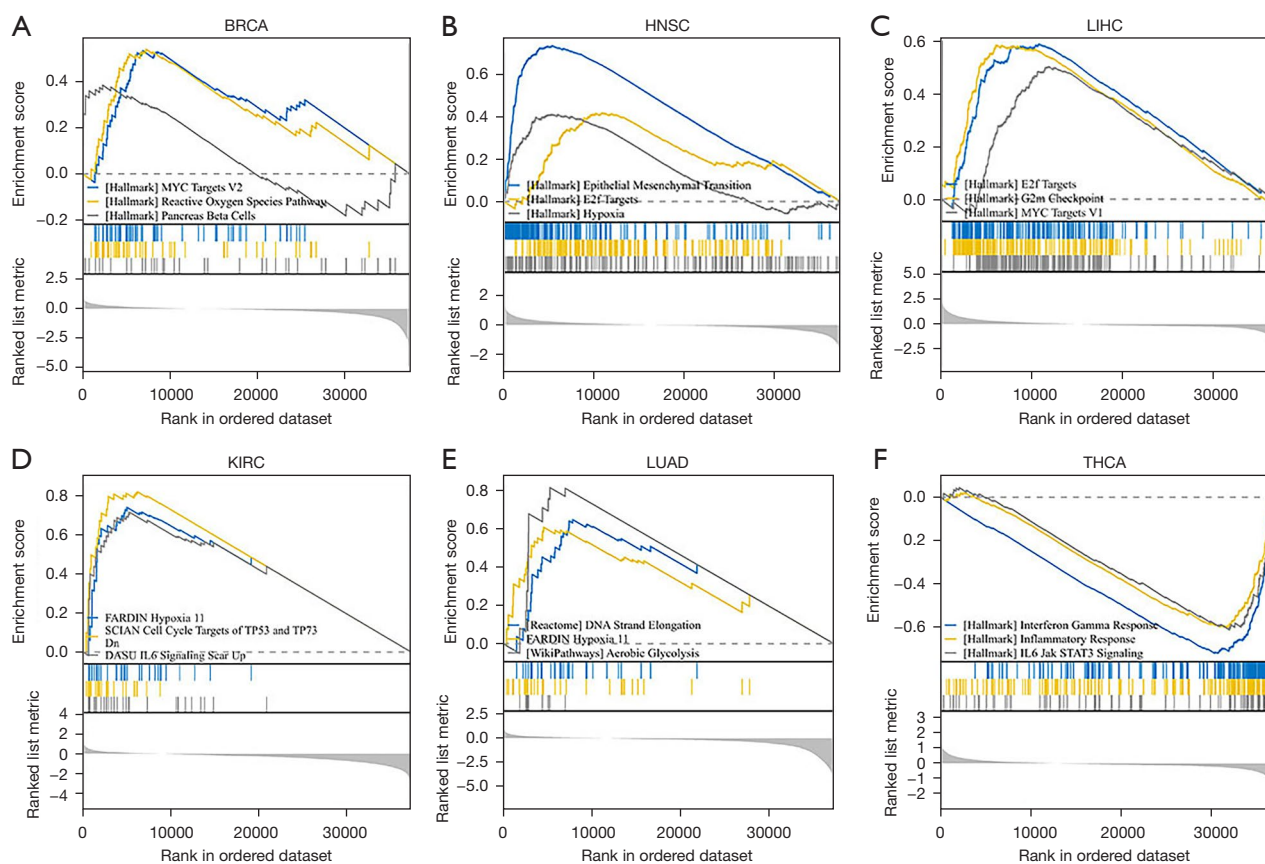 A
BRCA
Enrichment score
0.4
0.2
0.0
−0.2
[Hallmark] MYC Targets V2
[Hallmark] Reactive Oxygen Species Pathway
[Hallmark] Pancreas Beta Cells
Ranked list metric
2.5
0.0
−2.5
−5.0
0 10000 20000 30000
Rank in ordered dataset
B
HNSC
Enrichment score
0.6
0.4
0.2
0.0
[Hallmark] Epithelial Mesenchymal Transition
[Hallmark] E2f Targets
[Hallmark] Hypoxia
Ranked list metric
2
0
−2
0 10000 20000 30000
Rank in ordered dataset
C
LIHC
Enrichment score
0.6
0.4
0.2
0.0
[Hallmark] E2f Targets
[Hallmark] G2m Checkpoint
[Hallmark] MYC Targets V1
Ranked list metric
5.0
2.5
0.0
−2.5
0 10000 20000 30000
Rank in ordered dataset
D
KIRC
Enrichment score
0.8
0.6
0.4
0.2
0.0
FARDIN Hypoxia 11
SCIAN Cell Cycle Targets of TP53 and TP73
Dn
DASU IL6 Signaling Scar Up
Ranked list metric
4
2
0
−2
−4
0 10000 20000 30000
Rank in ordered dataset
E
LUAD
Enrichment score
0.8
0.6
0.4
0.2
0.0
[Reactome] DNA Strand Elongation
FARDIN Hypoxia 11
[WikiPathways] Aerobic Glycolysis
Ranked list metric
2.5
0.0
−2.5
−5.0
0 10000 20000 30000
Rank in ordered dataset
F
THCA
Enrichment score
0.0
−0.2
−0.4
−0.6
[Hallmark] Interferon Gamma Response
[Hallmark] Inflammatory Response
[Hallmark] IL6 Jak STAT3 Signaling
Ranked list metric
3
2
1
0
−1
−2
0 10000 20000 30000
Rank in ordered dataset